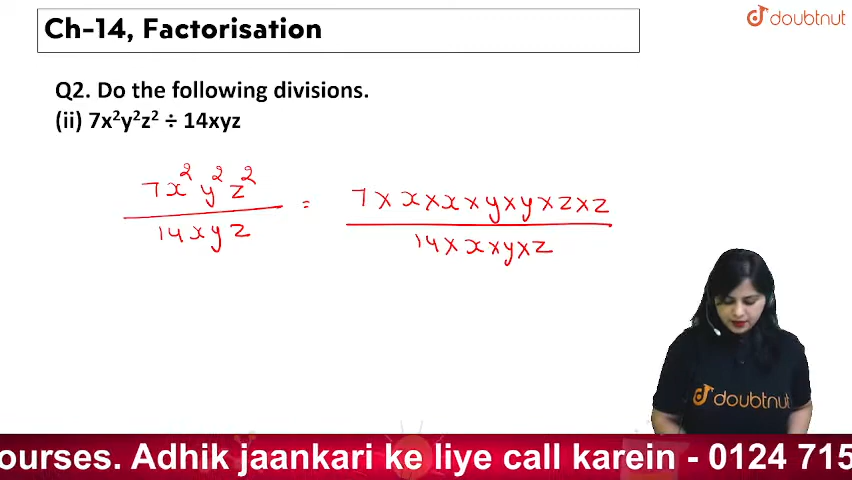 Ch-14, Factorisation
doubtnut
Q2. Do the following divisions.
(ii) 7x²y²z² ÷ 14xyz
7x²y²z² / 14xyz = 7×x×x×y×y×z×z / 14×x×y×z
doubtnut
ourses. Adhik jaankari ke liye call karein - 0124 715